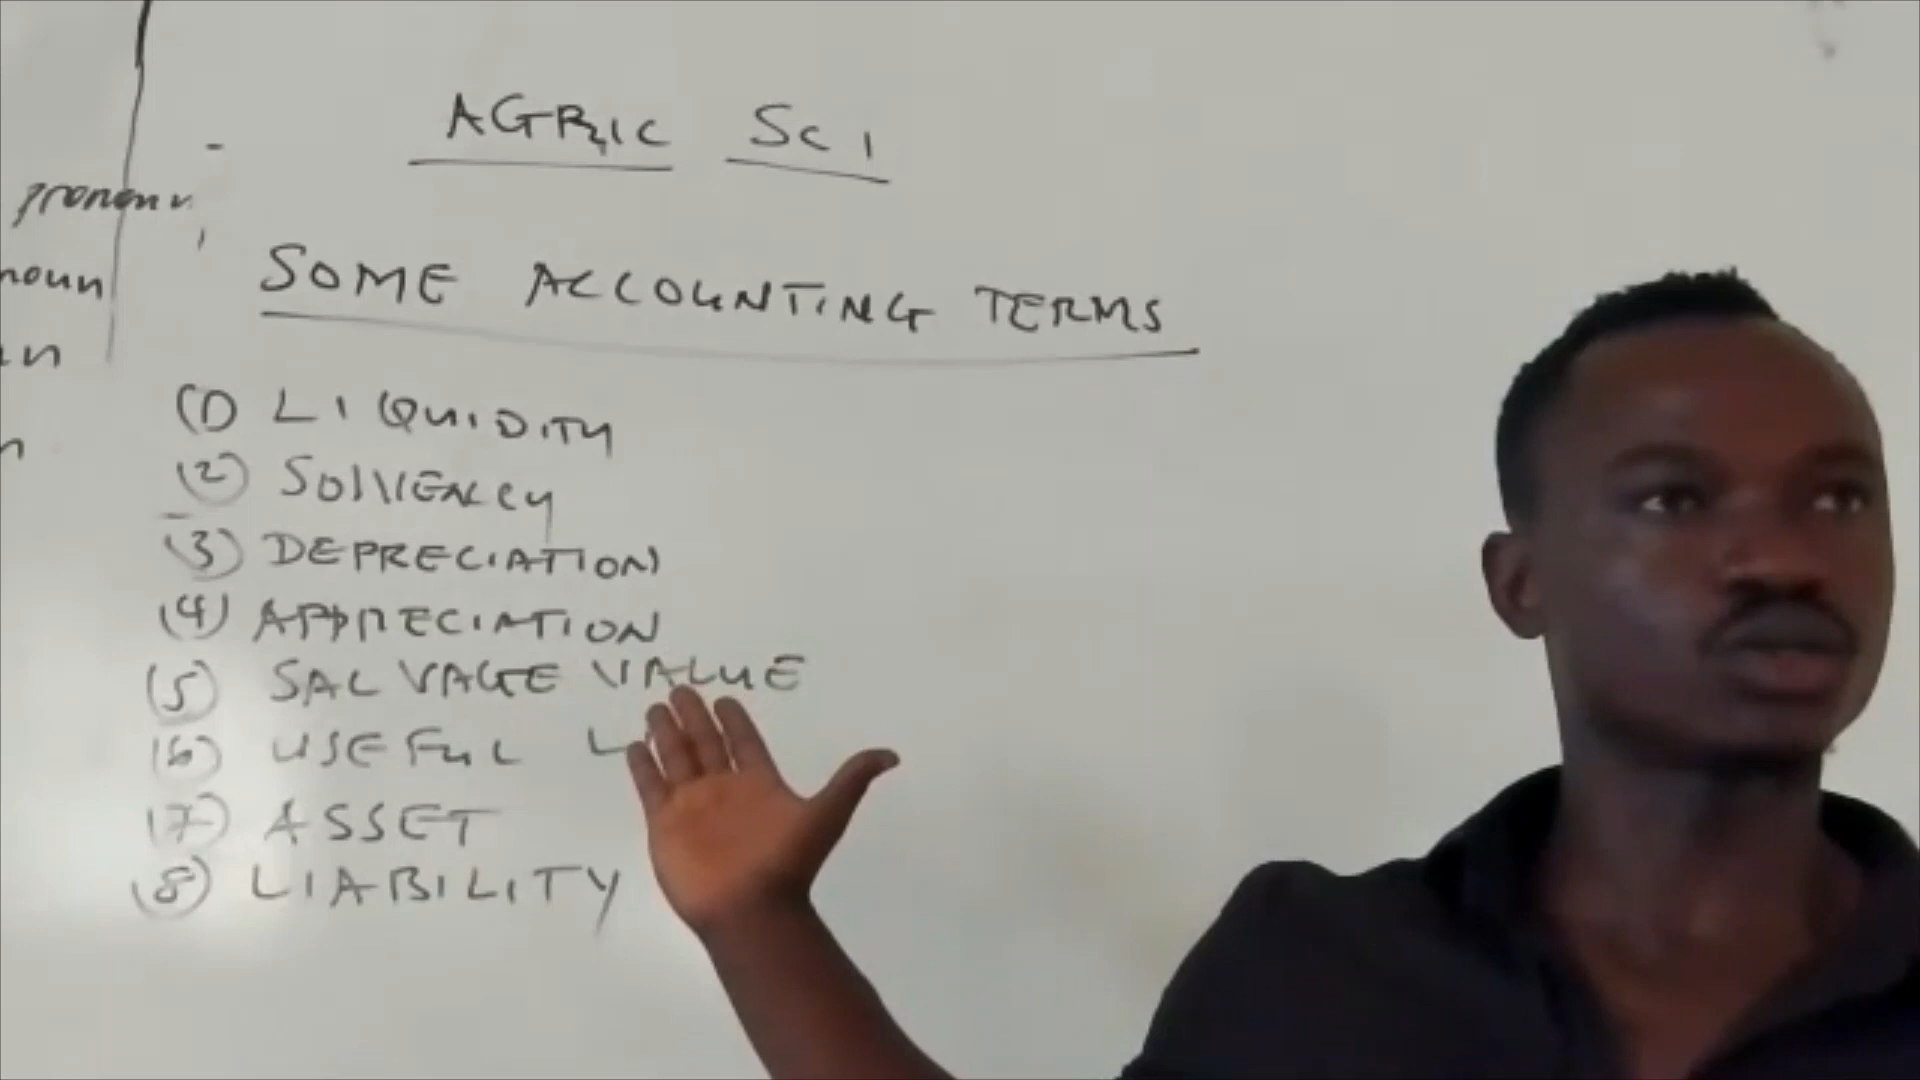 AGRIC SCI
pronoun
noun
SOME ACCOUNTING TERMS
(1) LIQUIDITY
(2) SOLVENCY
(3) DEPRECIATION
(4) APPRECIATION
(5) SALVAGE VALUE
(6) USEFUL
(7) ASSET
(8) LIABILITY